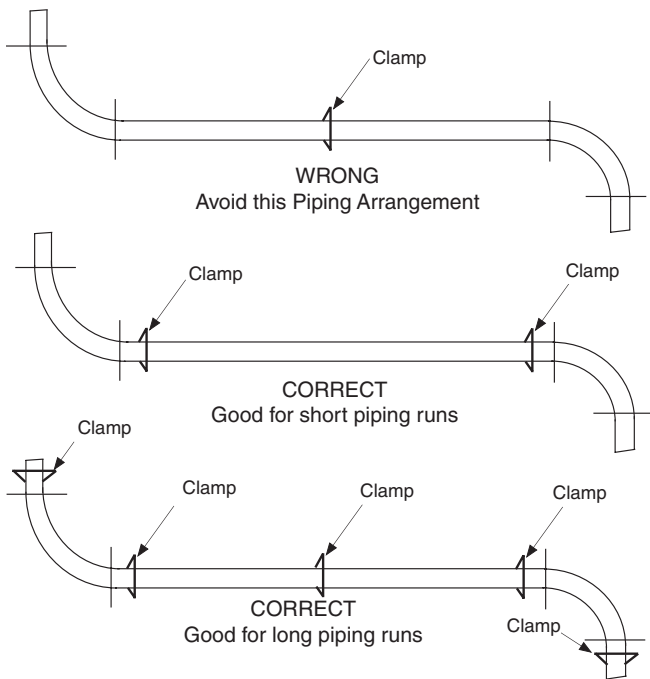 Clamp
WRONG
Avoid this Piping Arrangement
Clamp
Clamp
CORRECT
Good for short piping runs
Clamp
Clamp
Clamp
Clamp
CORRECT
Good for long piping runs
Clamp